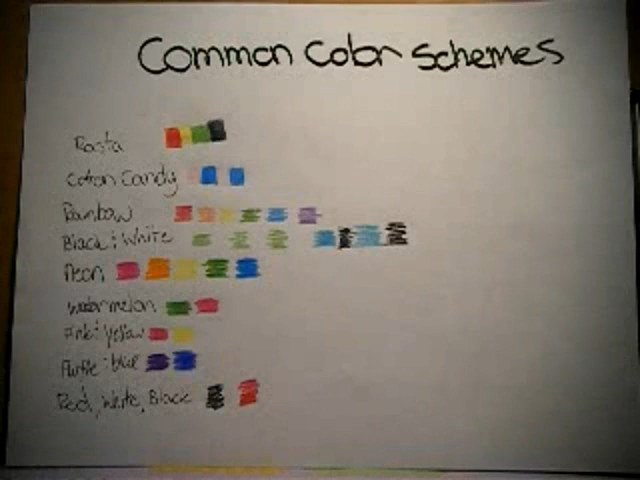 Common Color Schemes
Rasta
Cotton Candy
Rainbow
Black : White
Neon
Watermelon
Pink : Yellow
Purple : blue
Red, White, Black